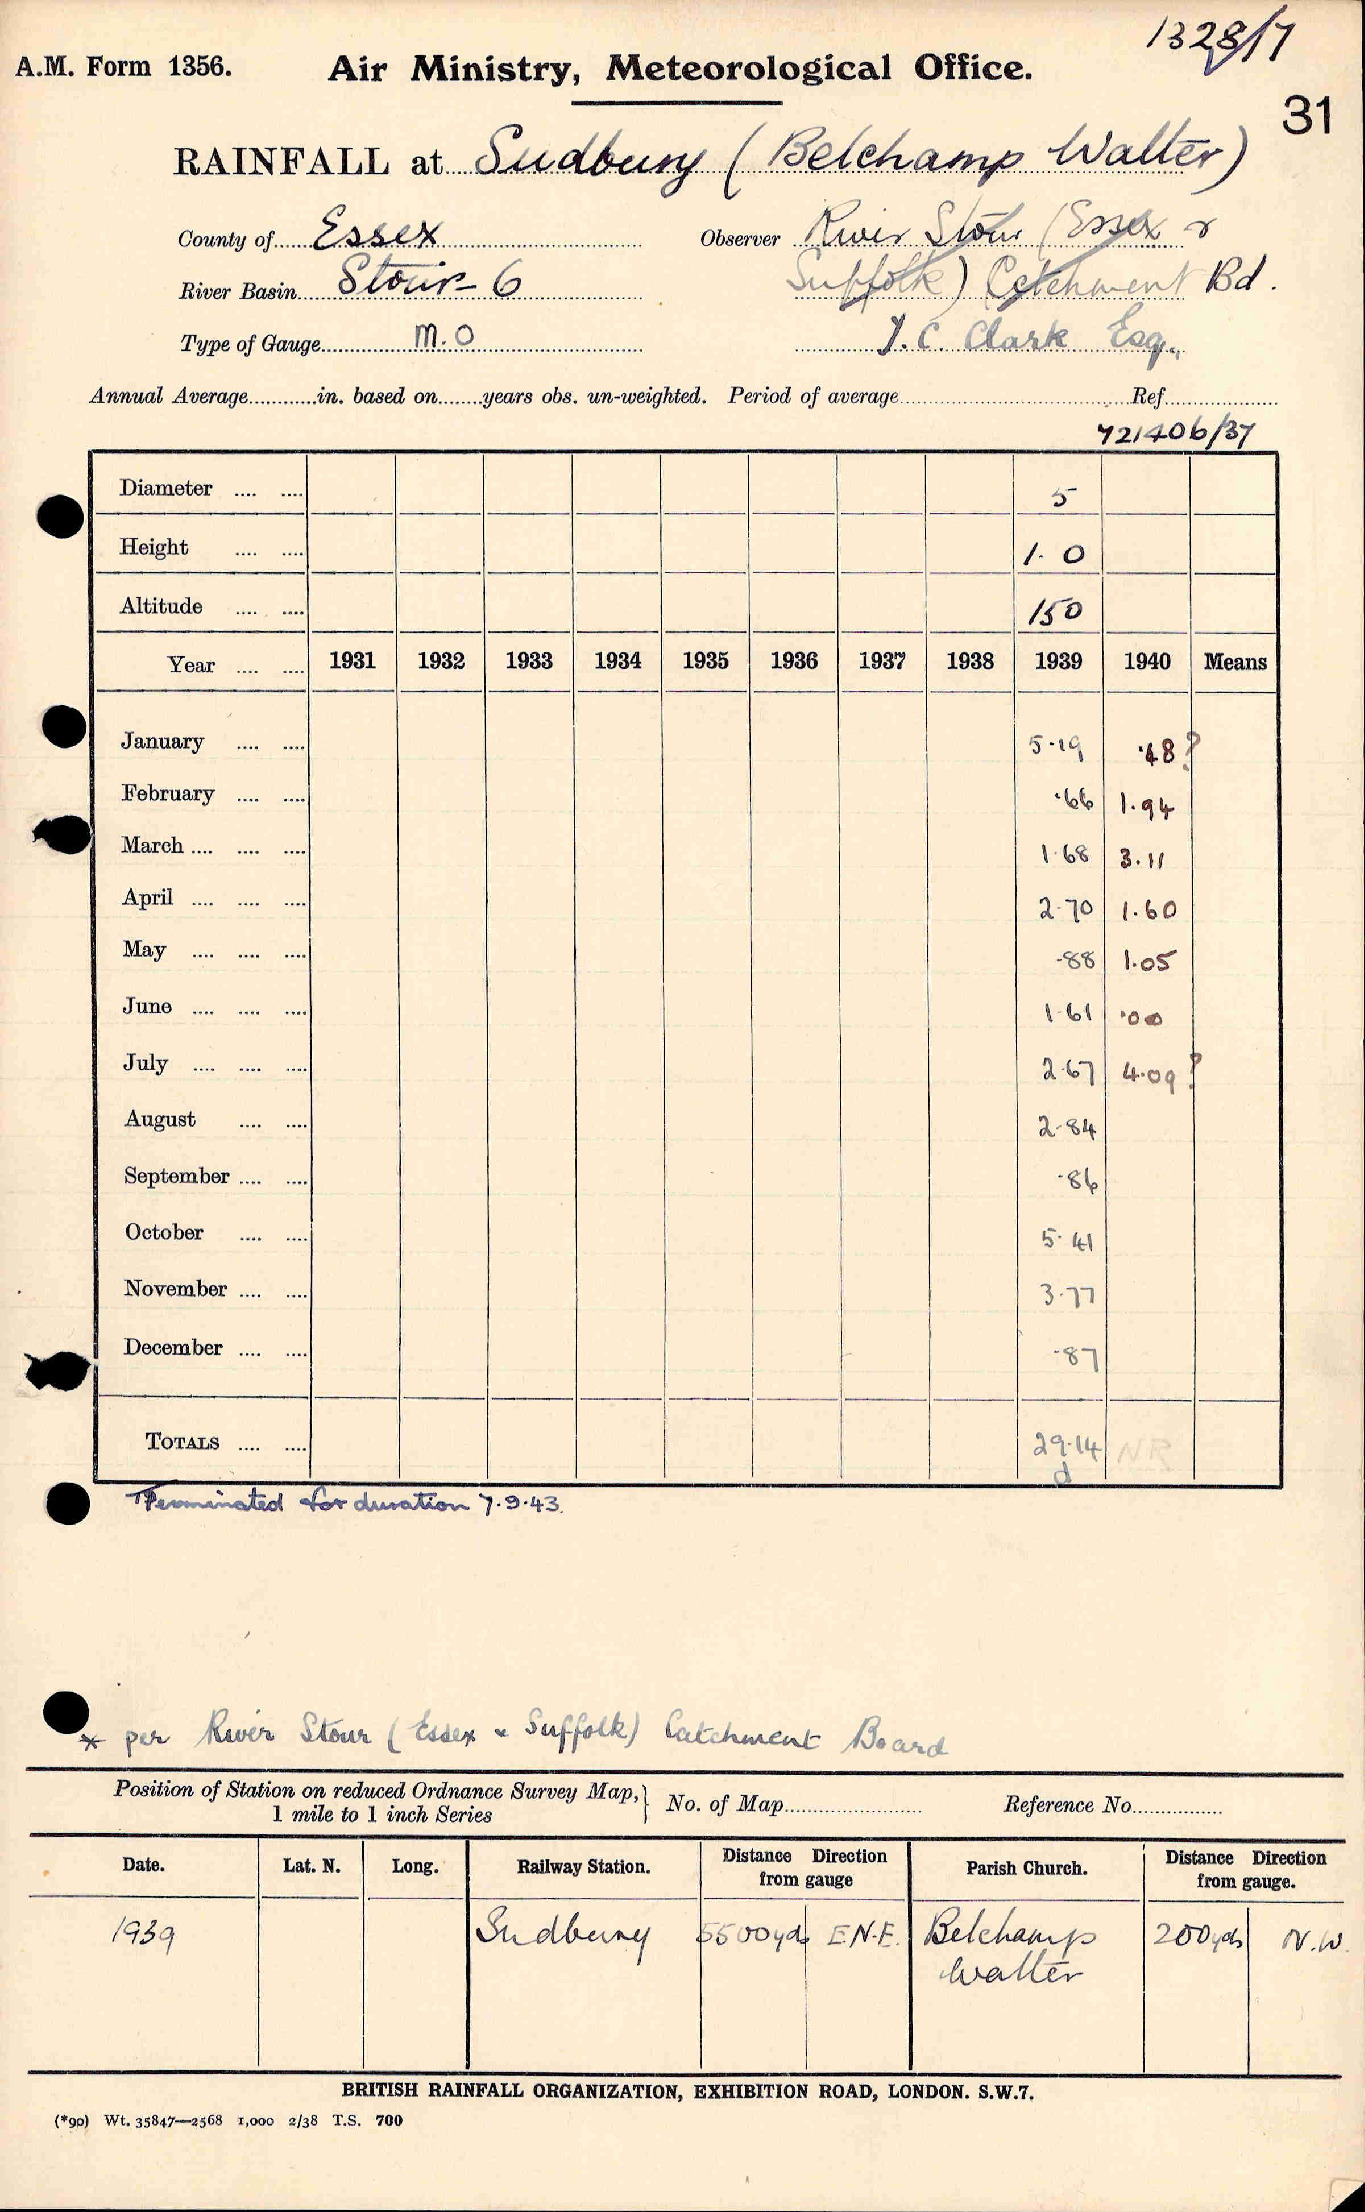 1328/7
A.M. Form 1356. Air Ministry, Meteorological Office.
31
RAINFALL at Sudbury (Belchamp Walter)
County of Essex Observer River Stour (Essex &
River Basin Stour - 6 Suffolk) Catchment Bd.
Type of Gauge M.O J.C. Clark Esq.
Annual Average in. based on years obs. un-weighted. Period of average Ref
721406/37
Diameter .... .... 5
Height .... .... 1. 0
Altitude .... .... 150
Year .... .... 1931 1932 1933 1934 1935 1936 1937 1938 1939 1940 Means
January .... .... 5.19 .48?
February .... .... .66 1.94
March .... .... .... 1.68 3.11
April .... .... .... 2.70 1.60
May .... .... .... .88 1.05
June .... .... .... 1.61 .00
July .... .... .... 2.67 4.09?
August .... .... 2.84
September .... .... .86
October .... .... 5.41
November .... .... 3.77
December .... .... .87
TOTALS .... .... 29.14 NR
d
Terminated for duration 7.9.43.
* per River Stour (Essex & Suffolk) Catchment Board
Position of Station on reduced Ordnance Survey Map, } No. of Map Reference No.
1 mile to 1 inch Series
Date. Lat. N. Long. Railway Station. Distance Direction from gauge Parish Church. Distance Direction from gauge.
1939 Sudbury 5500yds E.N.E. Belchamp 200yds N.W.
Walter
BRITISH RAINFALL ORGANIZATION, EXHIBITION ROAD, LONDON. S.W.7.
(*90) Wt. 35847—2568 1,000 2/38 T.S. 700